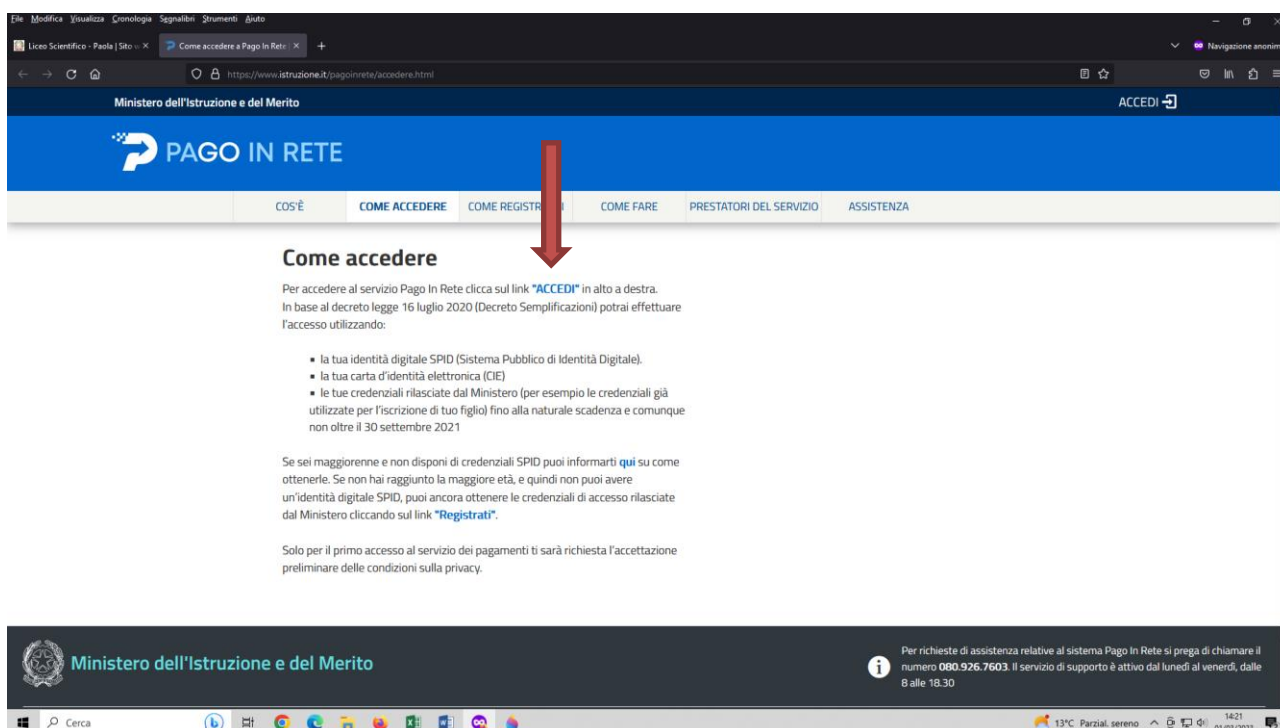 File Modifica Visualizza Cronologia Segnalibri Strumenti Aiuto
Liceo Scientifico - Paola | Sito
Come accedere a Pago In Rete
Navigazione anonim
https://www.istruzione.it/pagoinrete/accedere.html
Ministero dell'Istruzione e del Merito
ACCEDI
PAGO IN RETE
COS'È COME ACCEDERE COME REGISTR I COME FARE PRESTATORI DEL SERVIZIO ASSISTENZA
Come accedere
Per accedere al servizio Pago In Rete clicca sul link "ACCEDI" in alto a destra.
In base al decreto legge 16 luglio 2020 (Decreto Semplificazioni) potrai effettuare
l'accesso utilizzando:
▪ la tua identità digitale SPID (Sistema Pubblico di Identità Digitale).
▪ la tua carta d'identità elettronica (CIE)
▪ le tue credenziali rilasciate dal Ministero (per esempio le credenziali già
utilizzate per l'iscrizione di tuo figlio) fino alla naturale scadenza e comunque
non oltre il 30 settembre 2021
Se sei maggiorenne e non disponi di credenziali SPID puoi informarti qui su come
ottenerle. Se non hai raggiunto la maggiore età, e quindi non puoi avere
un'identità digitale SPID, puoi ancora ottenere le credenziali di accesso rilasciate
dal Ministero cliccando sul link "Registrati".
Solo per il primo accesso al servizio dei pagamenti ti sarà richiesta l'accettazione
preliminare delle condizioni sulla privacy.
Ministero dell'Istruzione e del Merito
Per richieste di assistenza relative al sistema Pago In Rete si prega di chiamare il
numero 080.926.7603. Il servizio di supporto è attivo dal lunedì al venerdì, dalle
8 alle 18.30
Cerca
13°C Parzial. sereno
14:21